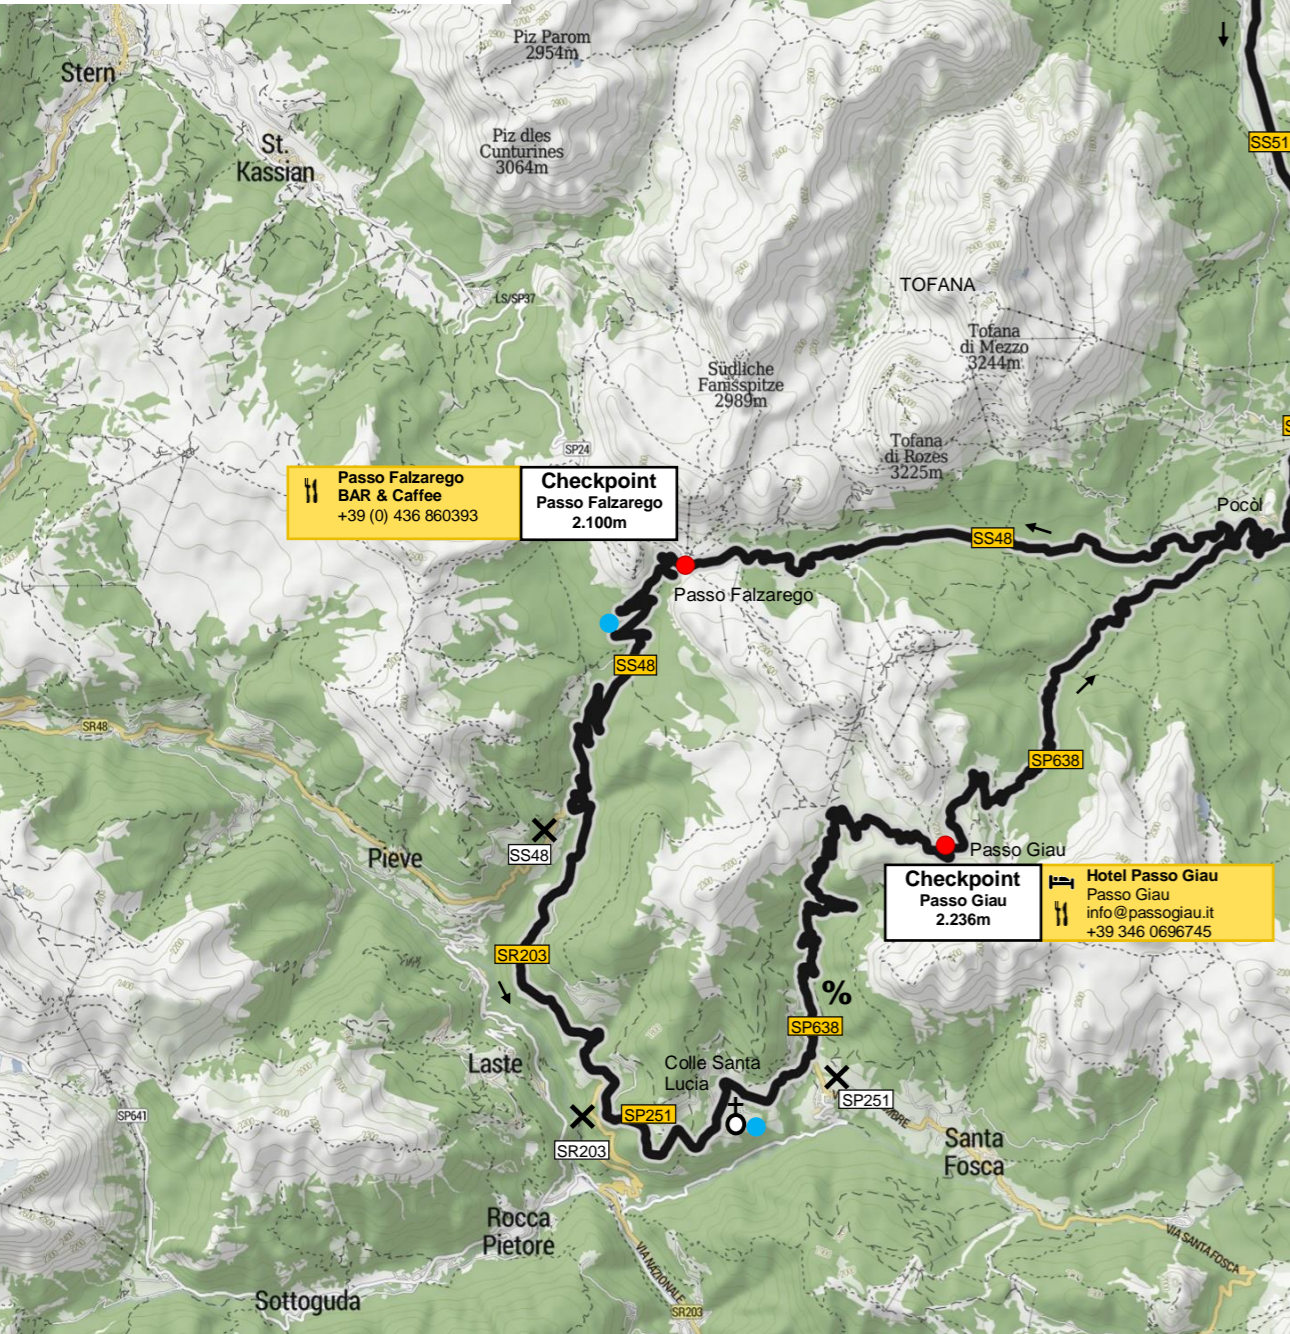 Piz Parom
2954m
Stern
SS51
Piz dles
Cunturines
3064m
St.
Kassian
TOFANA
LS/SP37
Tofana
di Mezzo
3244m
Südliche
Fanisspitze
2989m
Tofana
di Rozes
3225m
SP24
Passo Falzarego
BAR & Caffee
+39 (0) 436 860393
Checkpoint
Passo Falzarego
2.100m
Pocol
SS48
Passo Falzarego
SS48
SR48
SP638
Passo Giau
SS48
Pieve
Checkpoint
Passo Giau
2.236m
Hotel Passo Giau
Passo Giau
info@passogiau.it
+39 346 0696745
SR203
%
SP638
Laste
Colle Santa
Lucia
SP251
SP251
SP641
SR203
Santa
Fosca
Rocca
Pietore
VIA SANTA FOSCA
VIA NAZIONALE
Sottoguda
SR203